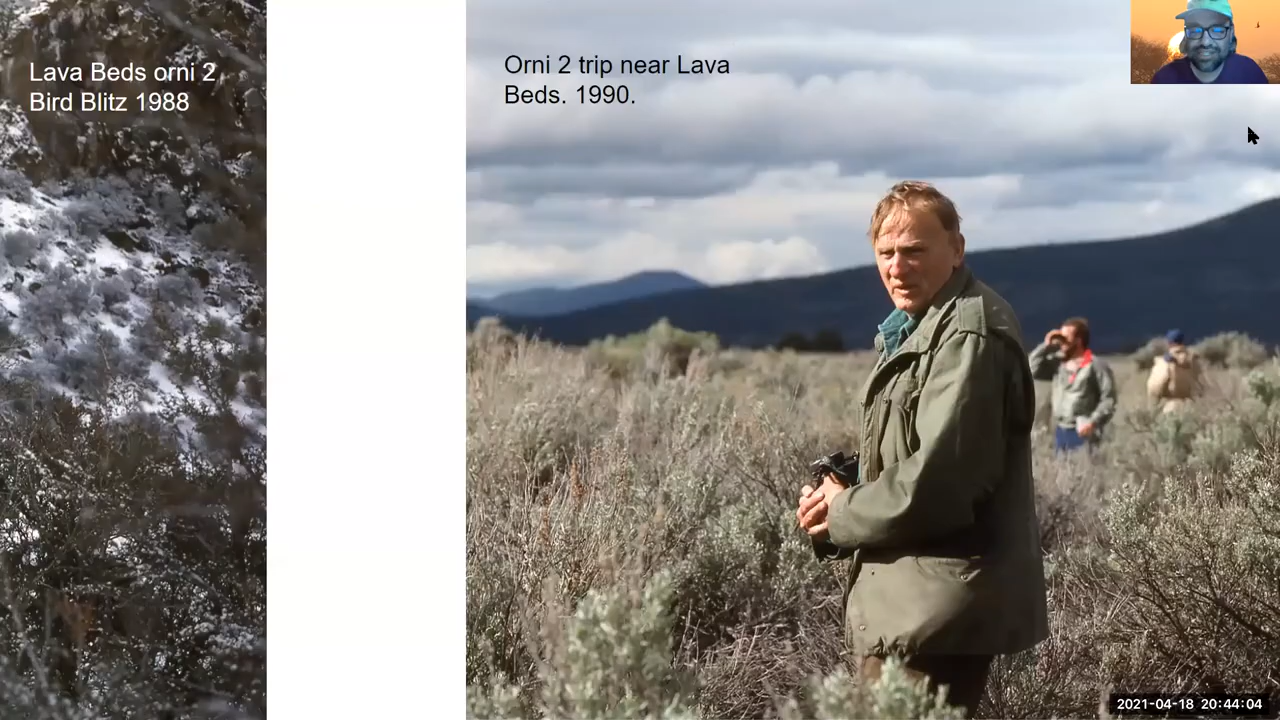 Lava Beds orni 2
Bird Blitz 1988
Orni 2 trip near Lava
Beds. 1990.
2021-04-18 20:44:04